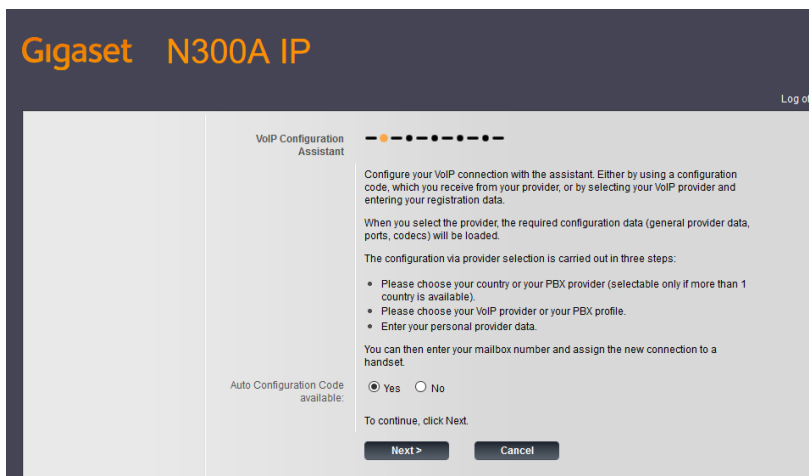 Gigaset N300A IP
Log of
VoIP Configuration
Assistant
Configure your VoIP connection with the assistant. Either by using a configuration
code, which you receive from your provider, or by selecting your VoIP provider and
entering your registration data.
When you select the provider, the required configuration data (general provider data,
ports, codecs) will be loaded.
The configuration via provider selection is carried out in three steps:
Please choose your country or your PBX provider (selectable only if more than 1
country is available).
Please choose your VoIP provider or your PBX profile.
Enter your personal provider data.
You can then enter your mailbox number and assign the new connection to a
handset.
Auto Configuration Code
available:
Yes No
To continue, click Next.
Next > Cancel